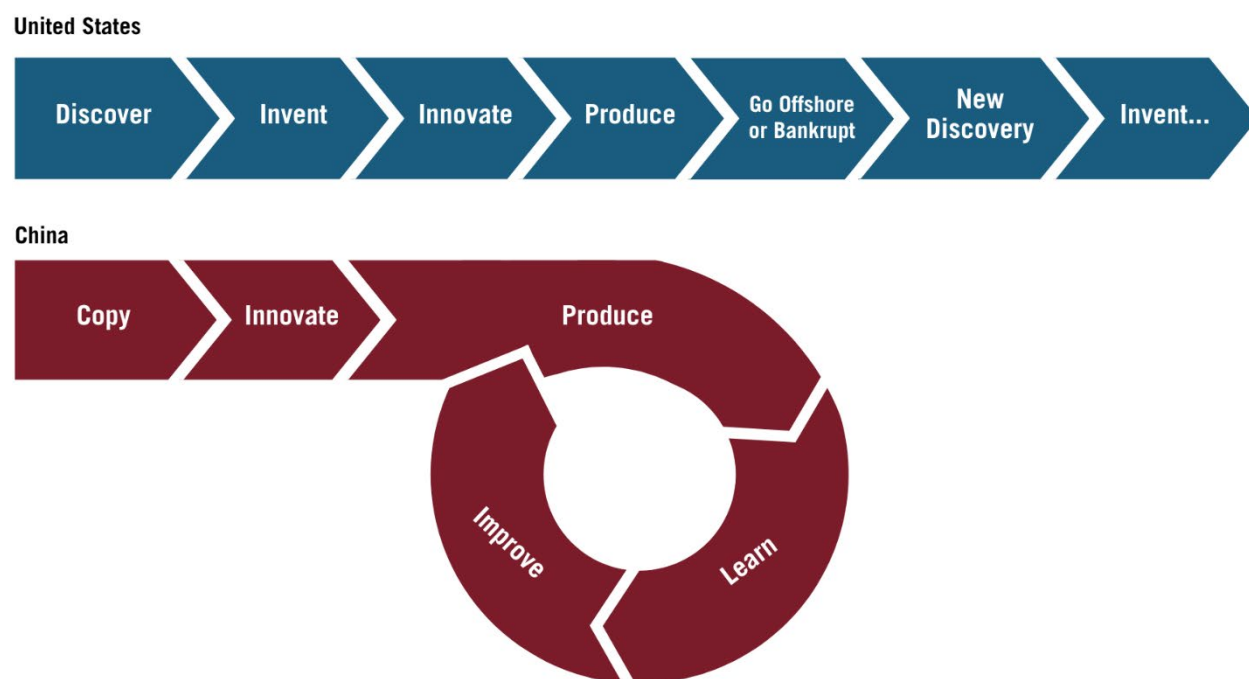 United States
Discover
Invent
Innovate
Produce
Go Offshore
or Bankrupt
New
Discovery
Invent...
China
Copy
Innovate
Produce
Learn
Improve